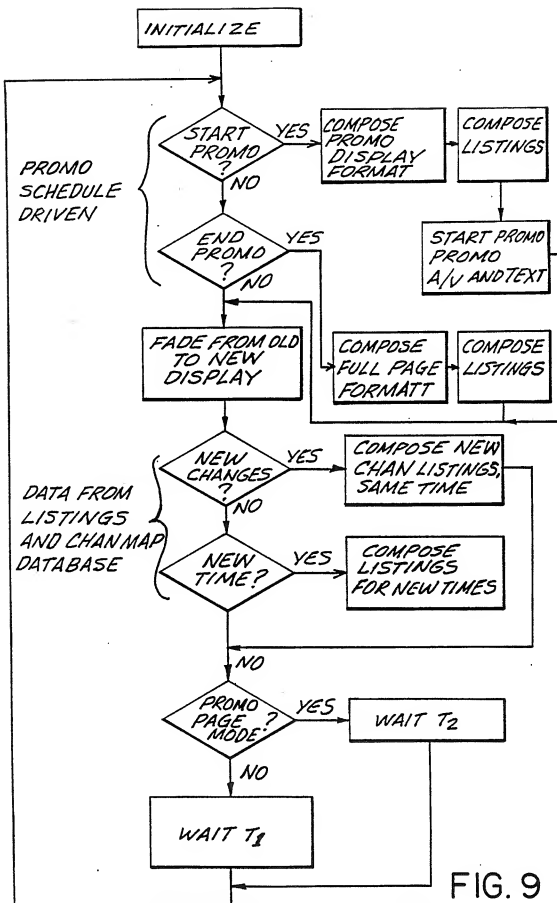 INITIALIZE
START
PROMO
?
YES
NO
COMPOSE
PROMO
DISPLAY
FORMAT
COMPOSE
LISTINGS
PROMO
SCHEDULE
DRIVEN
START PROMO
PROMO
A/V AND TEXT
END
PROMO
?
YES
NO
FADE FROM OLD
TO NEW
DISPLAY
COMPOSE
FULL PAGE
FORMATT
COMPOSE
LISTINGS
NEW
CHANGES
?
YES
NO
COMPOSE NEW
CHAN LISTINGS,
SAME TIME
DATA FROM
LISTINGS
AND CHAN MAP
DATABASE
NEW
TIME?
YES
COMPOSE
LISTINGS
FOR NEW TIMES
NO
PROMO
PAGE ?
MODE
YES
NO
WAIT T2
WAIT T1
FIG. 9